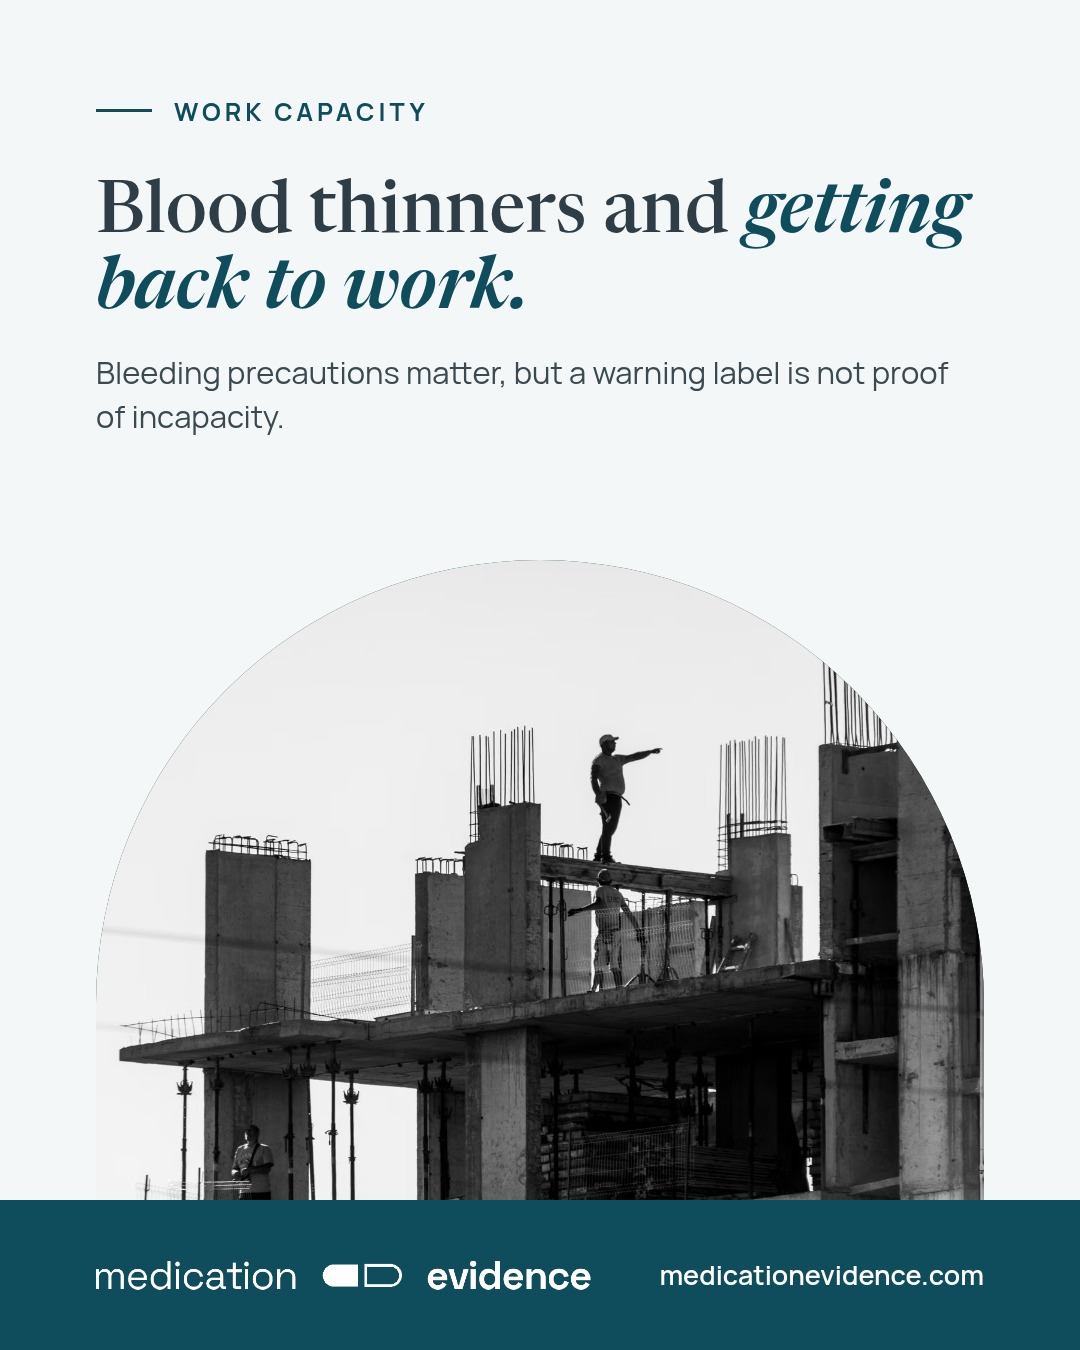 WORK CAPACITY
Blood thinners and getting
back to work.
Bleeding precautions matter, but a warning label is not proof
of incapacity.
medication evidence
medicationevidence.com